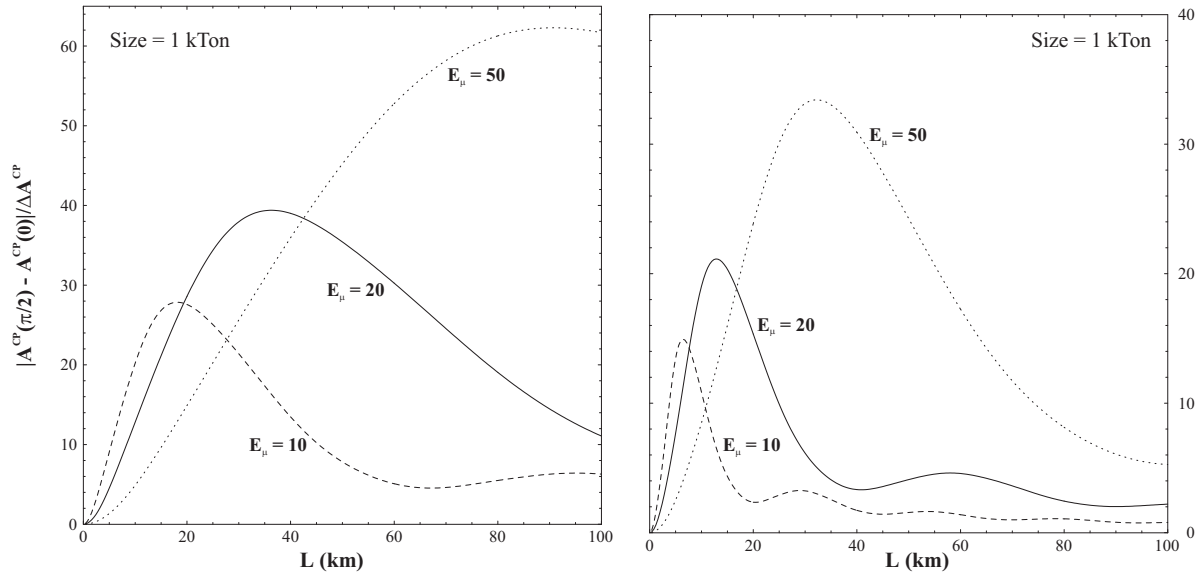 Size = 1 kTon
E_μ = 50
E_μ = 20
E_μ = 10
|A^CP(π/2) - A^CP(0)|/ΔA^CP
0
10
20
30
40
50
60
0 20 40 60 80 100
L (km)
Size = 1 kTon
E_μ = 50
E_μ = 20
E_μ = 10
40
30
20
10
0
0 20 40 60 80 100
L (km)